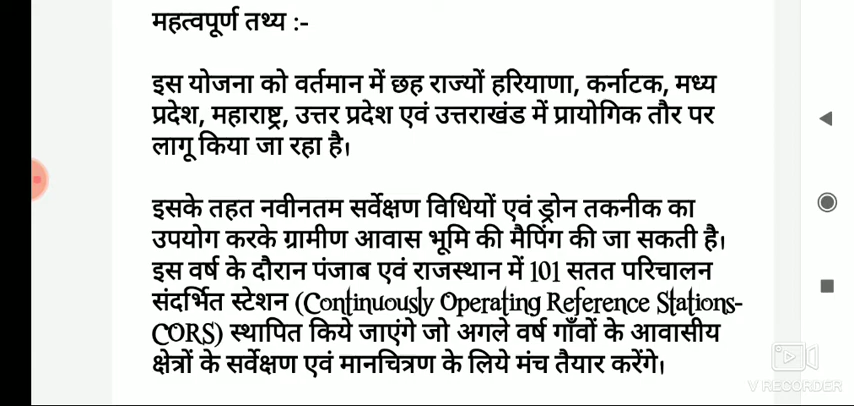 महत्वपूर्ण तथ्य :-
इस योजना को वर्तमान में छह राज्यों हरियाणा, कर्नाटक, मध्य
प्रदेश, महाराष्ट्र, उत्तर प्रदेश एवं उत्तराखंड में प्रायोगिक तौर पर
लागू किया जा रहा है।
इसके तहत नवीनतम सर्वेक्षण विधियों एवं ड्रोन तकनीक का
उपयोग करके ग्रामीण आवास भूमि की मैपिंग की जा सकती है।
इस वर्ष के दौरान पंजाब एवं राजस्थान में 101 सतत परिचालन
संदर्भित स्टेशन (Continuously Operating Reference Stations-
CORS) स्थापित किये जाएंगे जो अगले वर्ष गाँवों के आवासीय
क्षेत्रों के सर्वेक्षण एवं मानचित्रण के लिये मंच तैयार करेंगे।
V RECORDER